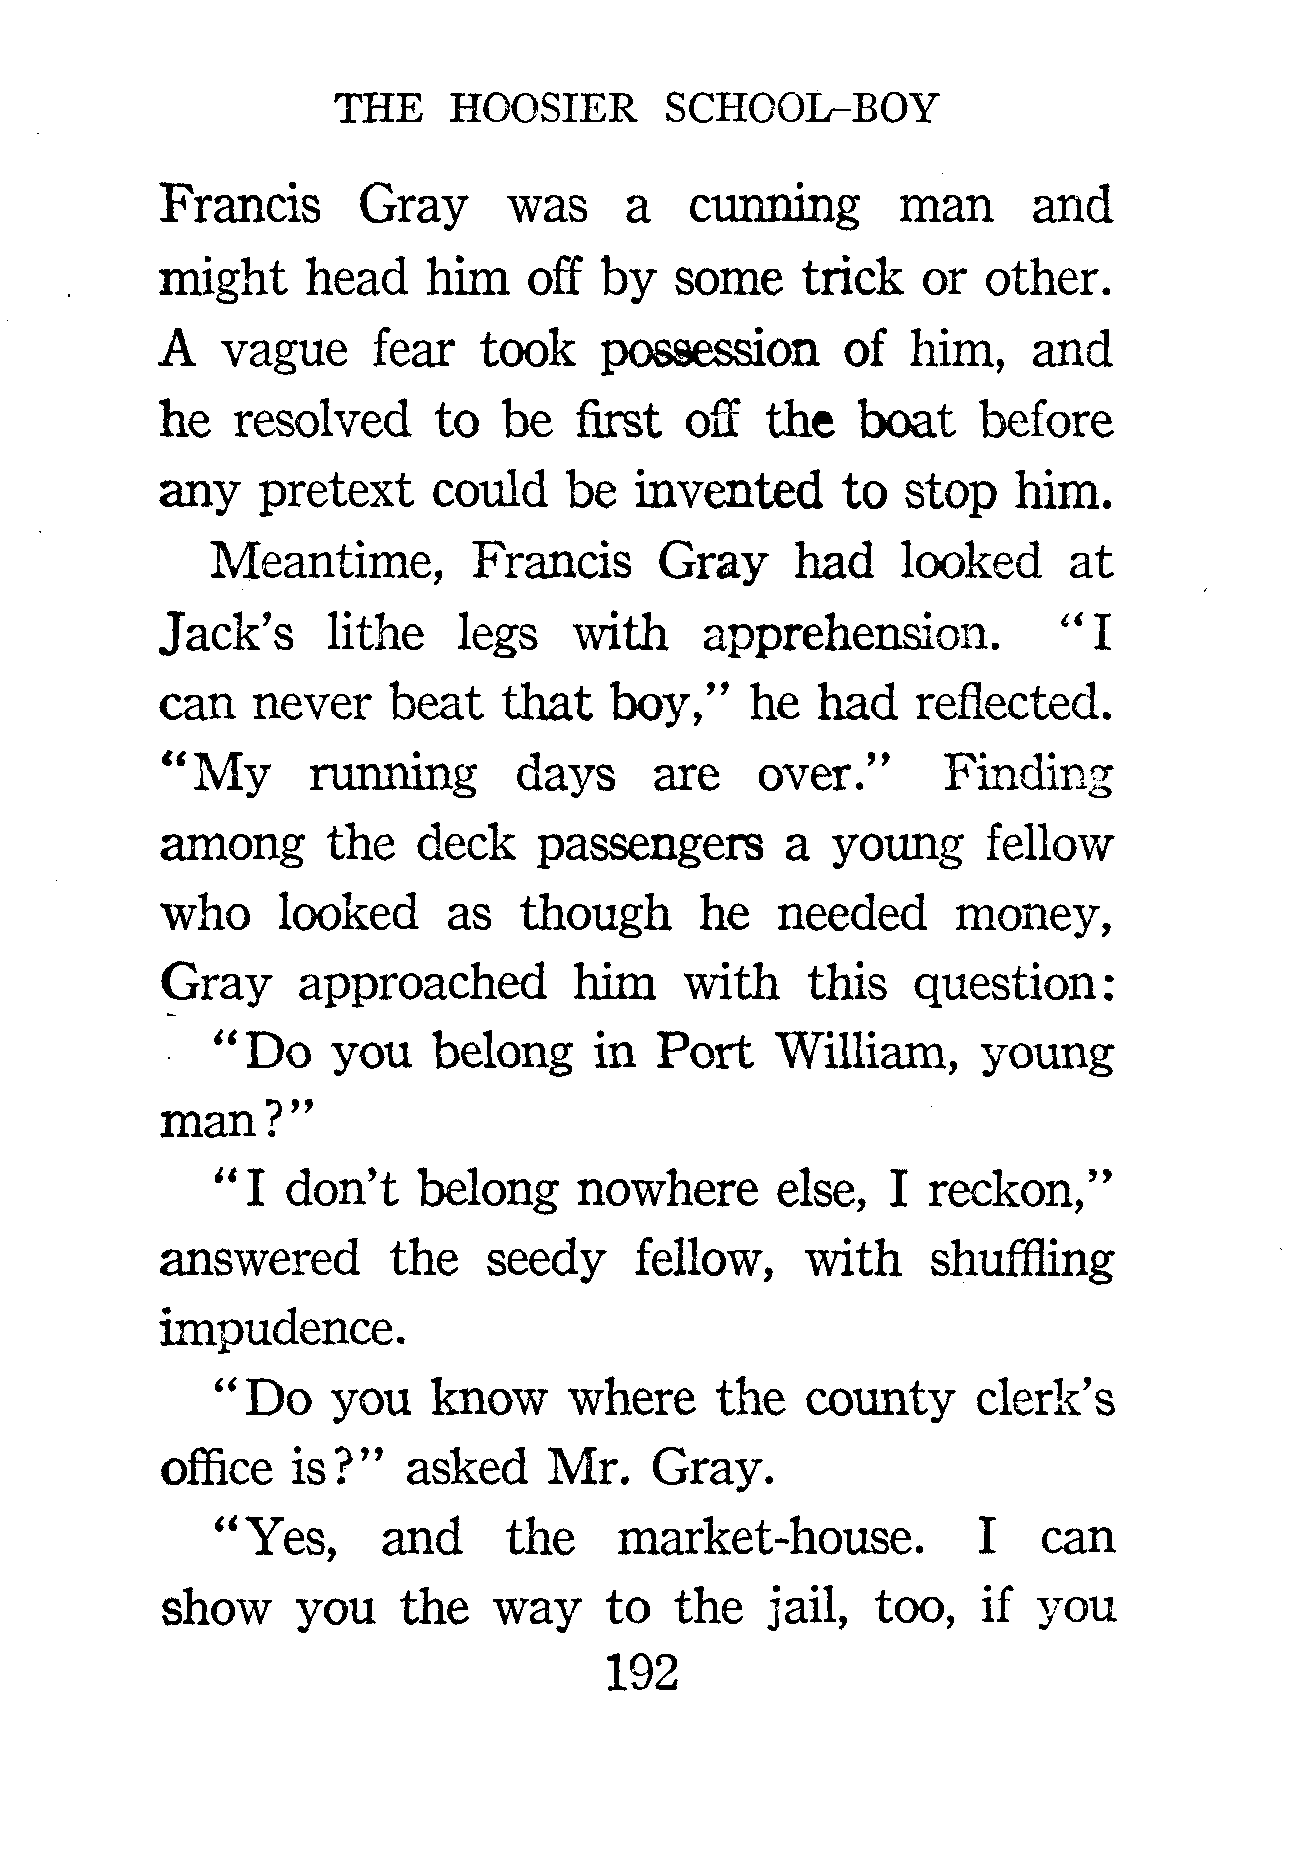 THE HOOSIER SCHOOL-BOY
Francis Gray was a cunning man and
might head him off by some trick or other.
A vague fear took possession of him, and
he resolved to be first off the boat before
any pretext could be invented to stop him.
Meantime, Francis Gray had looked at
Jack's lithe legs with apprehension. "I
can never beat that boy," he had reflected.
"My running days are over." Finding
among the deck passengers a young fellow
who looked as though he needed money,
Gray approached him with this question:
"Do you belong in Port William, young
man?"
"I don't belong nowhere else, I reckon,"
answered the seedy fellow, with shuffling
impudence.
"Do you know where the county clerk's
office is?" asked Mr. Gray.
"Yes, and the market-house. I can
show you the way to the jail, too, if you
192